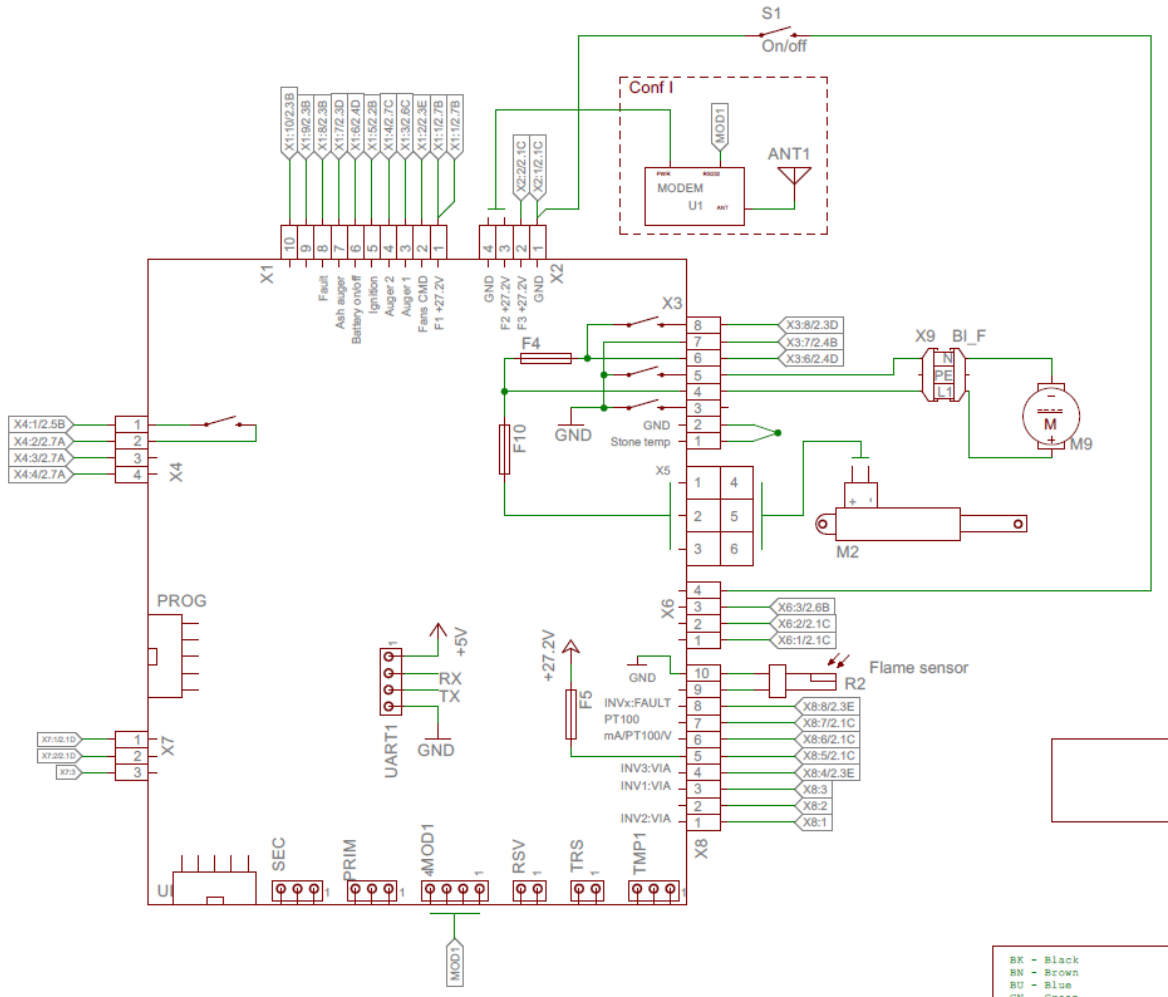 S1
On/off
Conf I
MOD1
ANT1
PWR
RS232
MODEM
U1
ANT
X1:10/2.3B
X1:9/2.3B
X1:8/2.3B
X1:7/2.3D
X1:6/2.4D
X1:5/2.2B
X1:4/2.7C
X1:3/2.6C
X1:2/2.3E
X1:1/2.7B
X1:1/2.7B
X2:2/2.1C
X2:1/2.1C
10
9
8
7
6
5
4
3
2
1
X1
Fault
Ash auger
Battery on/off
Ignition
Auger 2
Auger 1
Fans CMD
F1 +27.2V
4
3
2
1
X2
GND
F2 +27.2V
F3 +27.2V
GND
X3
8
7
6
5
4
3
2
1
X3:8/2.3D
X3:7/2.4B
X3:6/2.4D
GND
Stone temp
F4
F10
GND
X9
BI_F
N
PE
L1
-
M
+
M9
X4:1/2.5B
X4:2/2.7A
X4:3/2.7A
X4:4/2.7A
1
2
3
4
X4
X5
1
4
2
5
3
6
+
-
M2
PROG
X6
4
3
2
1
X6:3/2.6B
X6:2/2.1C
X6:1/2.1C
+5V
1
RX
TX
GND
UART1
+27.2V
F5
GND
Flame sensor
R2
INVx:FAULT
PT100
mA/PT100/V
INV3:VIA
INV1:VIA
INV2:VIA
10
9
8
7
6
5
4
3
2
1
X8
X8:8/2.3E
X8:7/2.1C
X8:6/2.1C
X8:5/2.1C
X8:4/2.3E
X8:3
X8:2
X8:1
X7:1/2.1D
X7:2/2.1D
X7:3
1
2
3
X7
UI
SEC
1
PRIM
1
MOD1
4
1
RSV
1
TRS
1
TMP1
1
MOD1
BK - Black
BN - Brown
BU - Blue